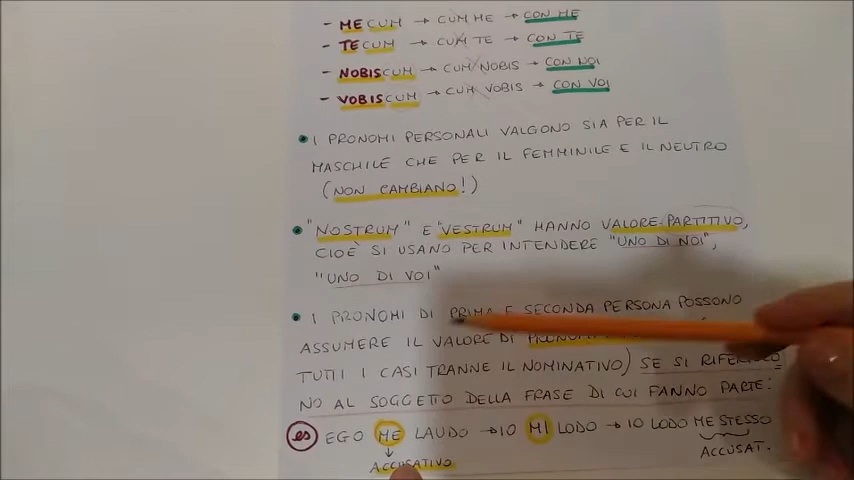 - MECUM → CUM ME → CON ME
- TECUM → CUM TE → CON TE
- NOBISCUM → CUM NOBIS → CON NOI
- VOBISCUM → CUM VOBIS → CON VOI
• I PRONOMI PERSONALI VALGONO SIA PER IL
MASCHILE CHE PER IL FEMMINILE E IL NEUTRO
(NON CAMBIANO!)
• "NOSTRUM" E "VESTRUM" HANNO VALORE PARTITIVO,
CIOÈ SI USANO PER INTENDERE "UNO DI NOI",
"UNO DI VOI"
• I PRONOMI DI PRIMA E SECONDA PERSONA POSSONO
ASSUMERE IL VALORE DI
TUTTI I CASI TRANNE IL NOMINATIVO) SE SI RIFERISCO=
NO AL SOGGETTO DELLA FRASE DI CUI FANNO PARTE:
es EGO ME LAUDO → IO MI LODO → IO LODO ME STESSO
↓ ACCUSAT.
ACCUSATIVO